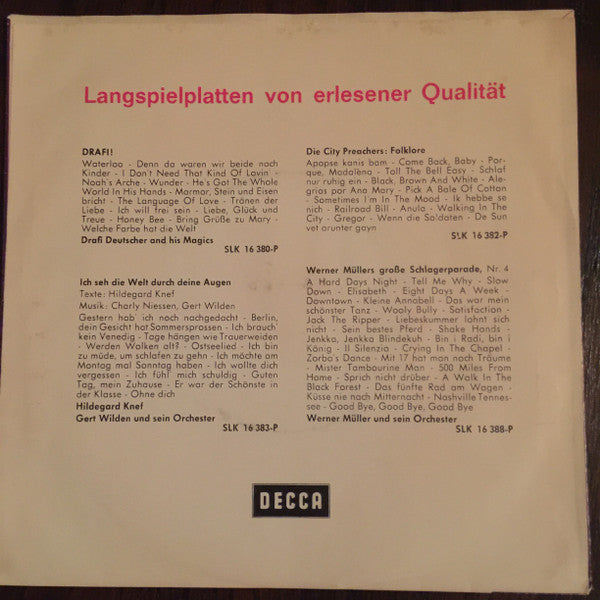 Langspielplatten von erlesener Qualität
DRAFI!
Waterloo - Denn da waren wir beide noch
Kinder - I Don't Need That Kind Of Lovin' -
Noah's Arche - Wunder - He's Got The Whole
World In His Hands - Mormor, Stein und Eisen
bricht - The Language Of Love - Tränen der
Liebe - Ich will frei sein - Liebe, Glück und
Treue - Honey Bee - Bring Grüße zu Mary -
Welche Farbe hat die Welt
Drafi Deutscher and his Magics
SLK 16 380-P
Die City Preachers: Folklore
Apopse kanis bam - Come Back, Baby - Por-
que, Madaléna - Toll The Bell Easy - Schlaf
nur ruhig ein - Black, Brown And White - Ale-
grias por Ana Mary - Pick A Bale Of Cotton
- Sometimes I'm In The Mood - Ik hebbe se
nich - Railroad Bill - Anula - Walking In The
City - Gregor - Wenn die Soldaten - De Sun
vet arunter gayn
SLK 16 382-P
Ich seh die Welt durch deine Augen
Texte: Hildegard Knef
Musik: Charly Niessen, Gert Wilden
Gestern hab' ich noch nachgedacht - Berlin,
dein Gesicht hat Sommersprossen - Ich brauch'
kein Venedig - Tage hängen wie Trauerweiden
- Werden Wolken alt? - Ostseelied - Ich bin
zu müde, um schlafen zu gehn - Ich möchte am
Montag mal Sonntag haben - Ich wollte dich
vergessen - Ich fühl' mich schuldig - Guten
Tag, mein Zuhause - Er war der Schönste in
der Klasse - Ohne dich
Hildegard Knef
Gert Wilden und sein Orchester
SLK 16 383-P
Werner Müllers große Schlagerparade, Nr. 4
A Hard Days Night - Tell Me Why - Slow
Down - Elisabeth - Eight Days A Week -
Downtown - Kleine Annabell - Das war mein
schönster Tanz - Wooly Bully - Satisfaction -
Jack The Ripper - Liebeskummer lohnt sich
nicht - Sein bestes Pferd - Shake Hands -
Jenkka, Jenkka Blindekuh - Bin i Radi, bin i
König - Il Silenzio - Crying In The Chapel -
Zorba's Dance - Mit 17 hat man noch Träume
- Mister Tambourine Man - 500 Miles From
Home - Sprich nicht drüber - A Walk In The
Black Forest - Das fünfte Rad am Wagen -
Küsse nie nach Mitternacht - Nashville Tennes-
see - Good Bye, Good Bye, Good Bye
Werner Müller und sein Orchester
SLK 16 388-P
DECCA